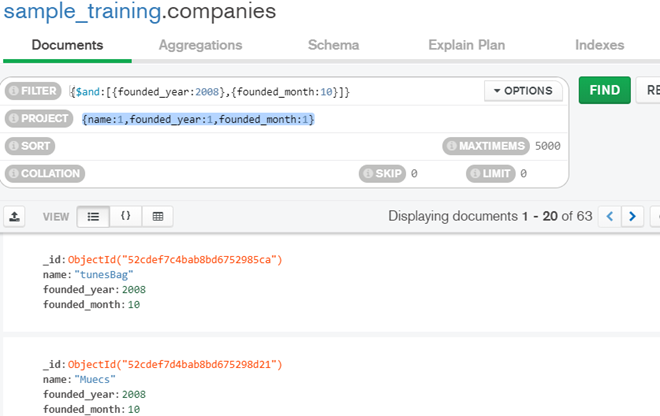 sample_training.companies
Documents Aggregations Schema Explain Plan Indexes
FILTER {$and:[{founded_year:2008},{founded_month:10}]} OPTIONS FIND RE
PROJECT {name:1,founded_year:1,founded_month:1}
SORT MAXTIMEMS 5000
COLLATION SKIP 0 LIMIT 0
VIEW {} Displaying documents 1 - 20 of 63 < >
_id:ObjectId("52cdef7c4bab8bd6752985ca")
name:"tunesBag"
founded_year:2008
founded_month:10
_id:ObjectId("52cdef7d4bab8bd675298d21")
name:"Muecs"
founded_year:2008
founded_month:10